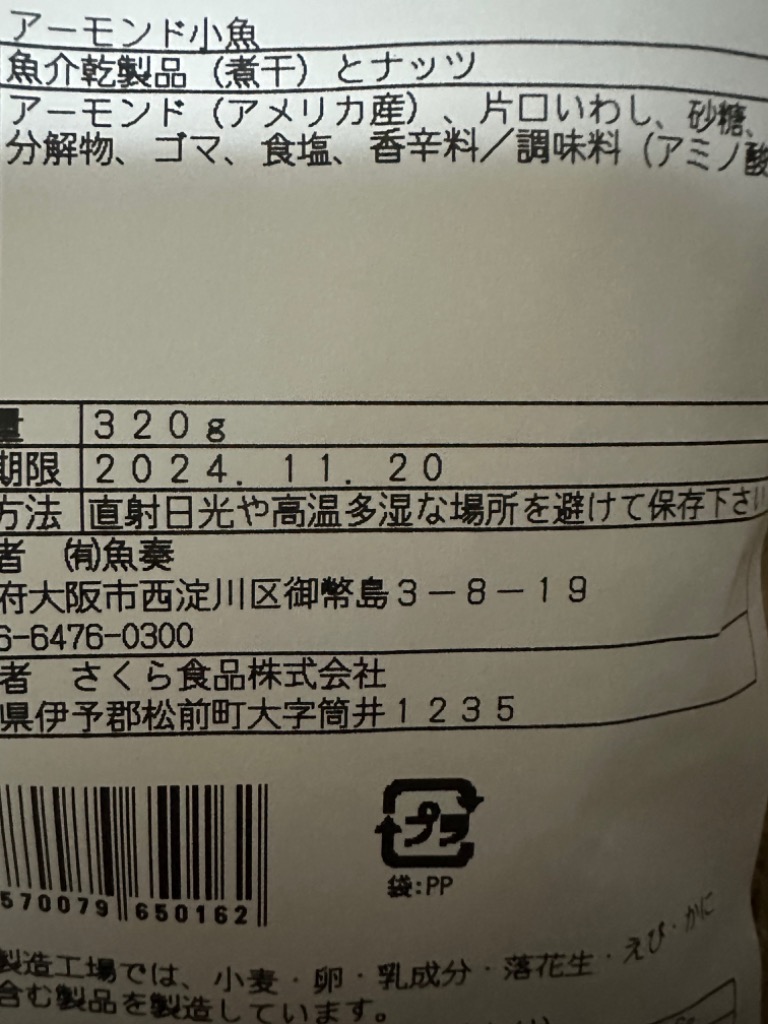 アーモンド小魚
魚介乾製品（煮干）とナッツ
アーモンド（アメリカ産）、片口いわし、砂糖、
分解物、ゴマ、食塩、香辛料／調味料（アミノ酸
量 320g
期限 2024.11.20
方法 直射日光や高温多湿な場所を避けて保存下さい
者 ㈲魚奏
府大阪市西淀川区御幣島3－8－19
6-6476-0300
者 さくら食品株式会社
県伊予郡松前町大字筒井1235
570079 650162
プラ
袋:PP
製造工場では、小麦・卵・乳成分・落花生・えび・かに
含む製品を製造しています。